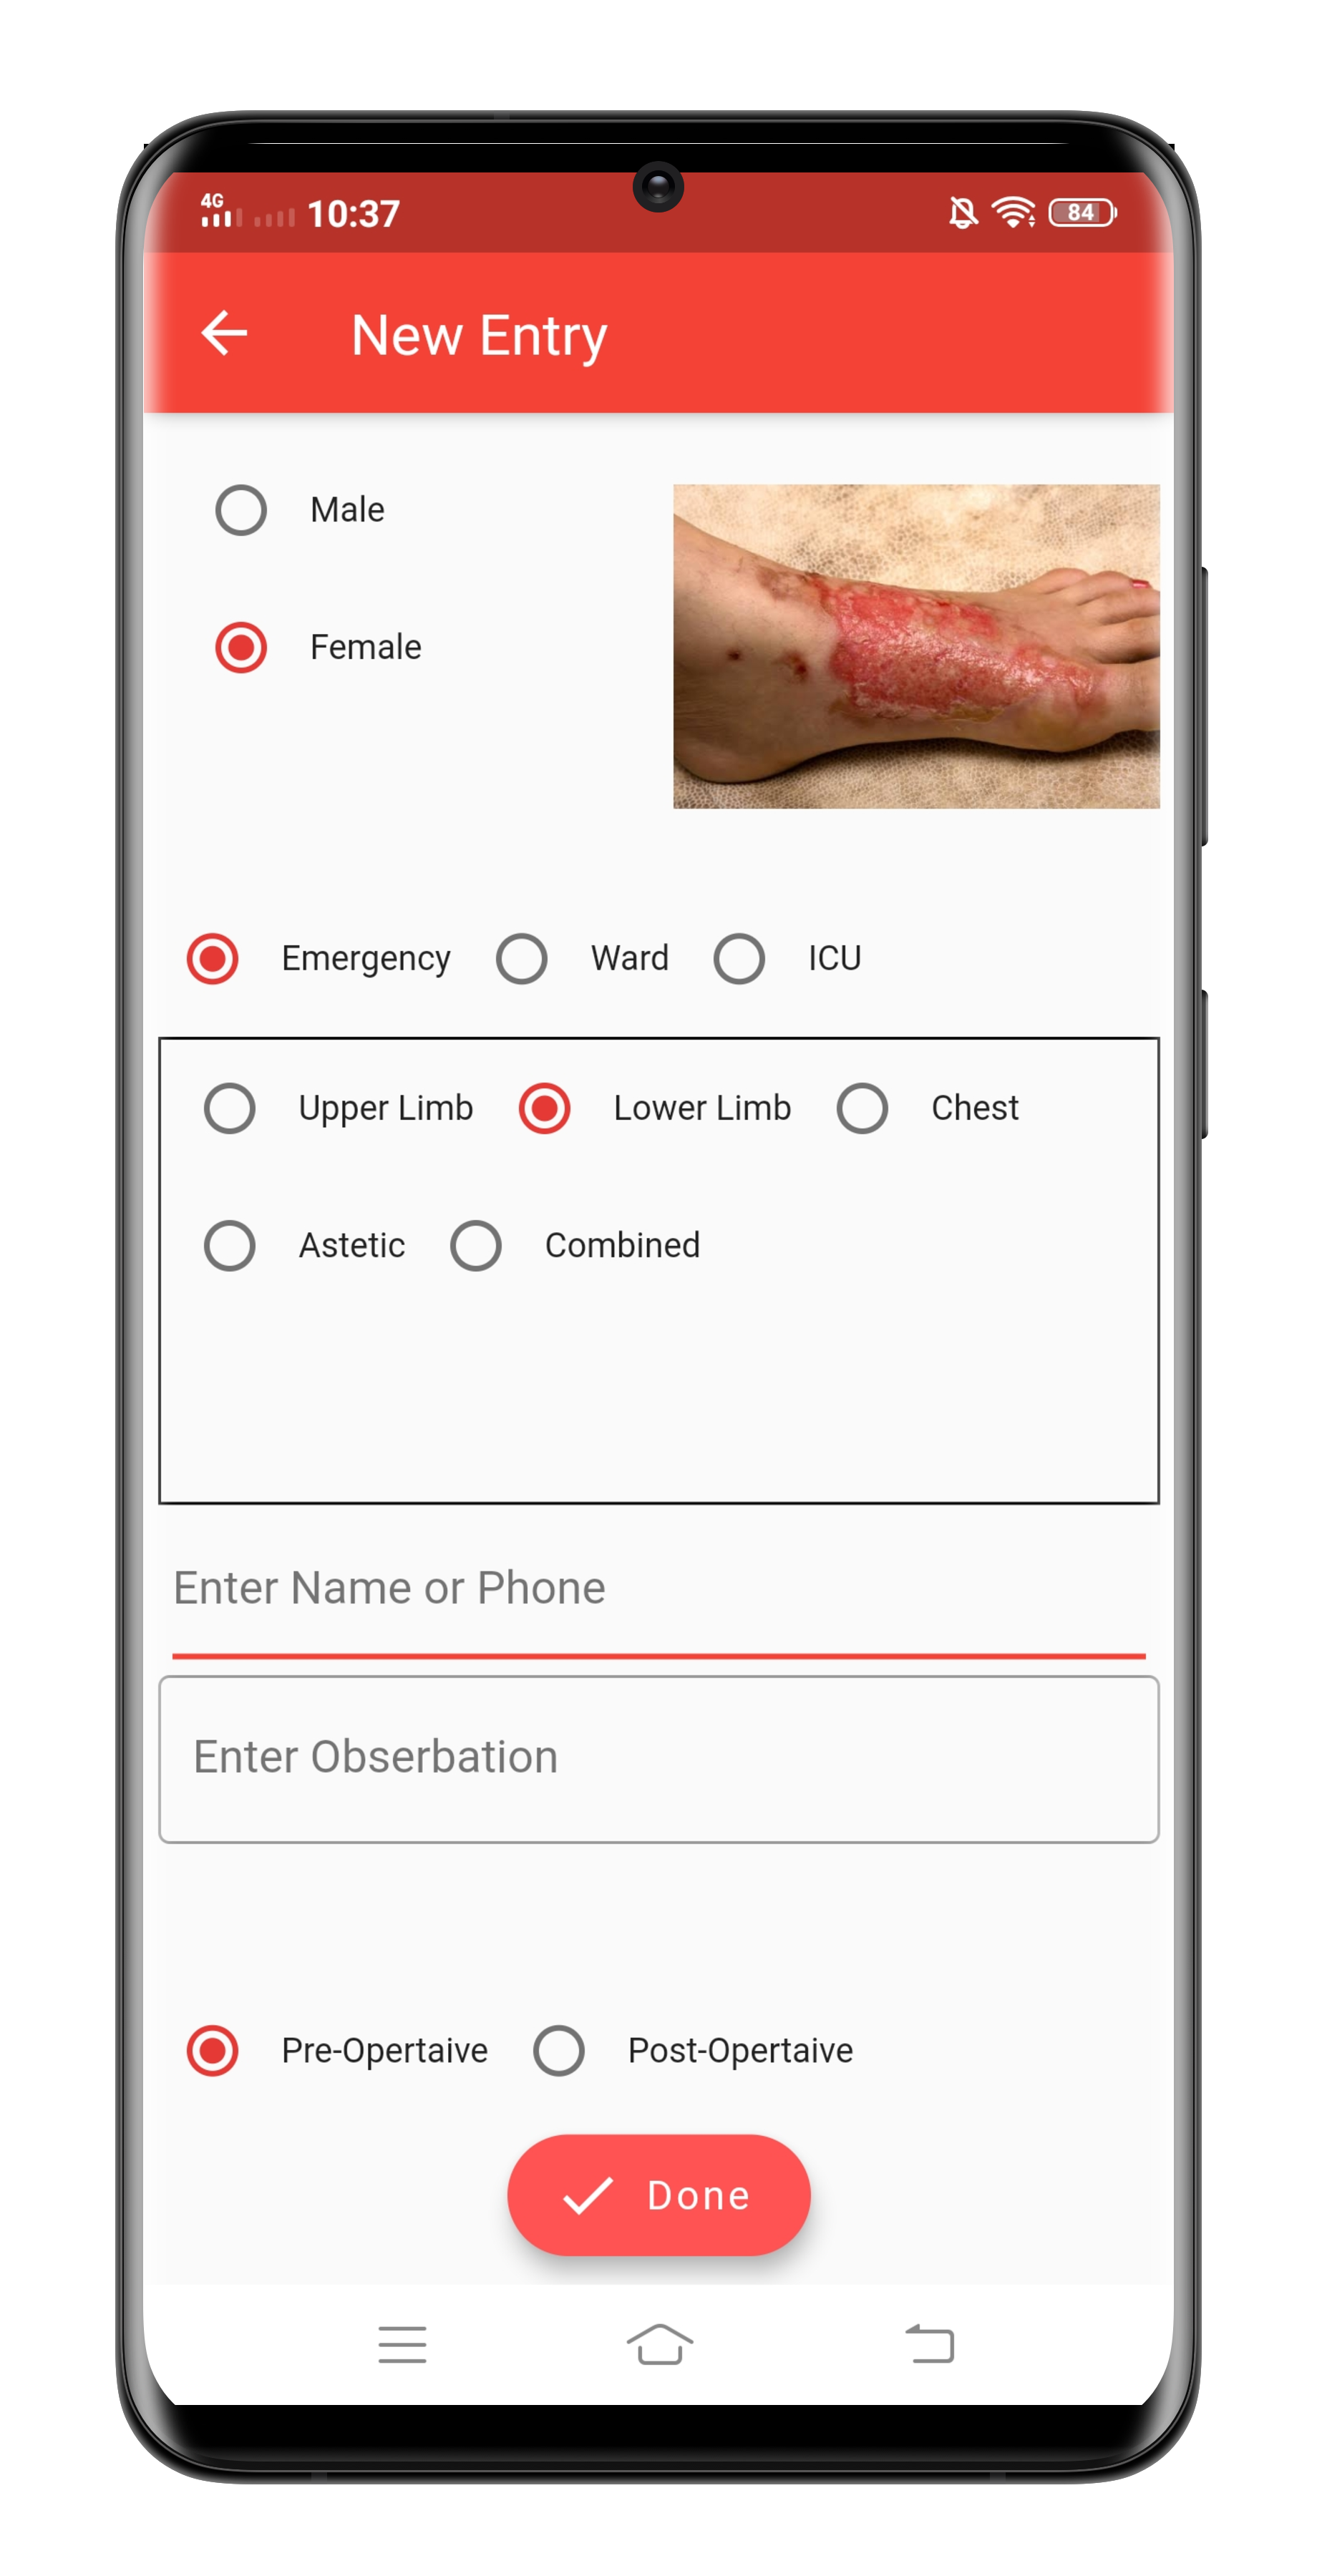 4G 10:37 84
New Entry
Male
Female
Emergency Ward ICU
Upper Limb Lower Limb Chest
Astetic Combined
Enter Name or Phone
Enter Obserbation
Pre-Opertaive Post-Opertaive
Done